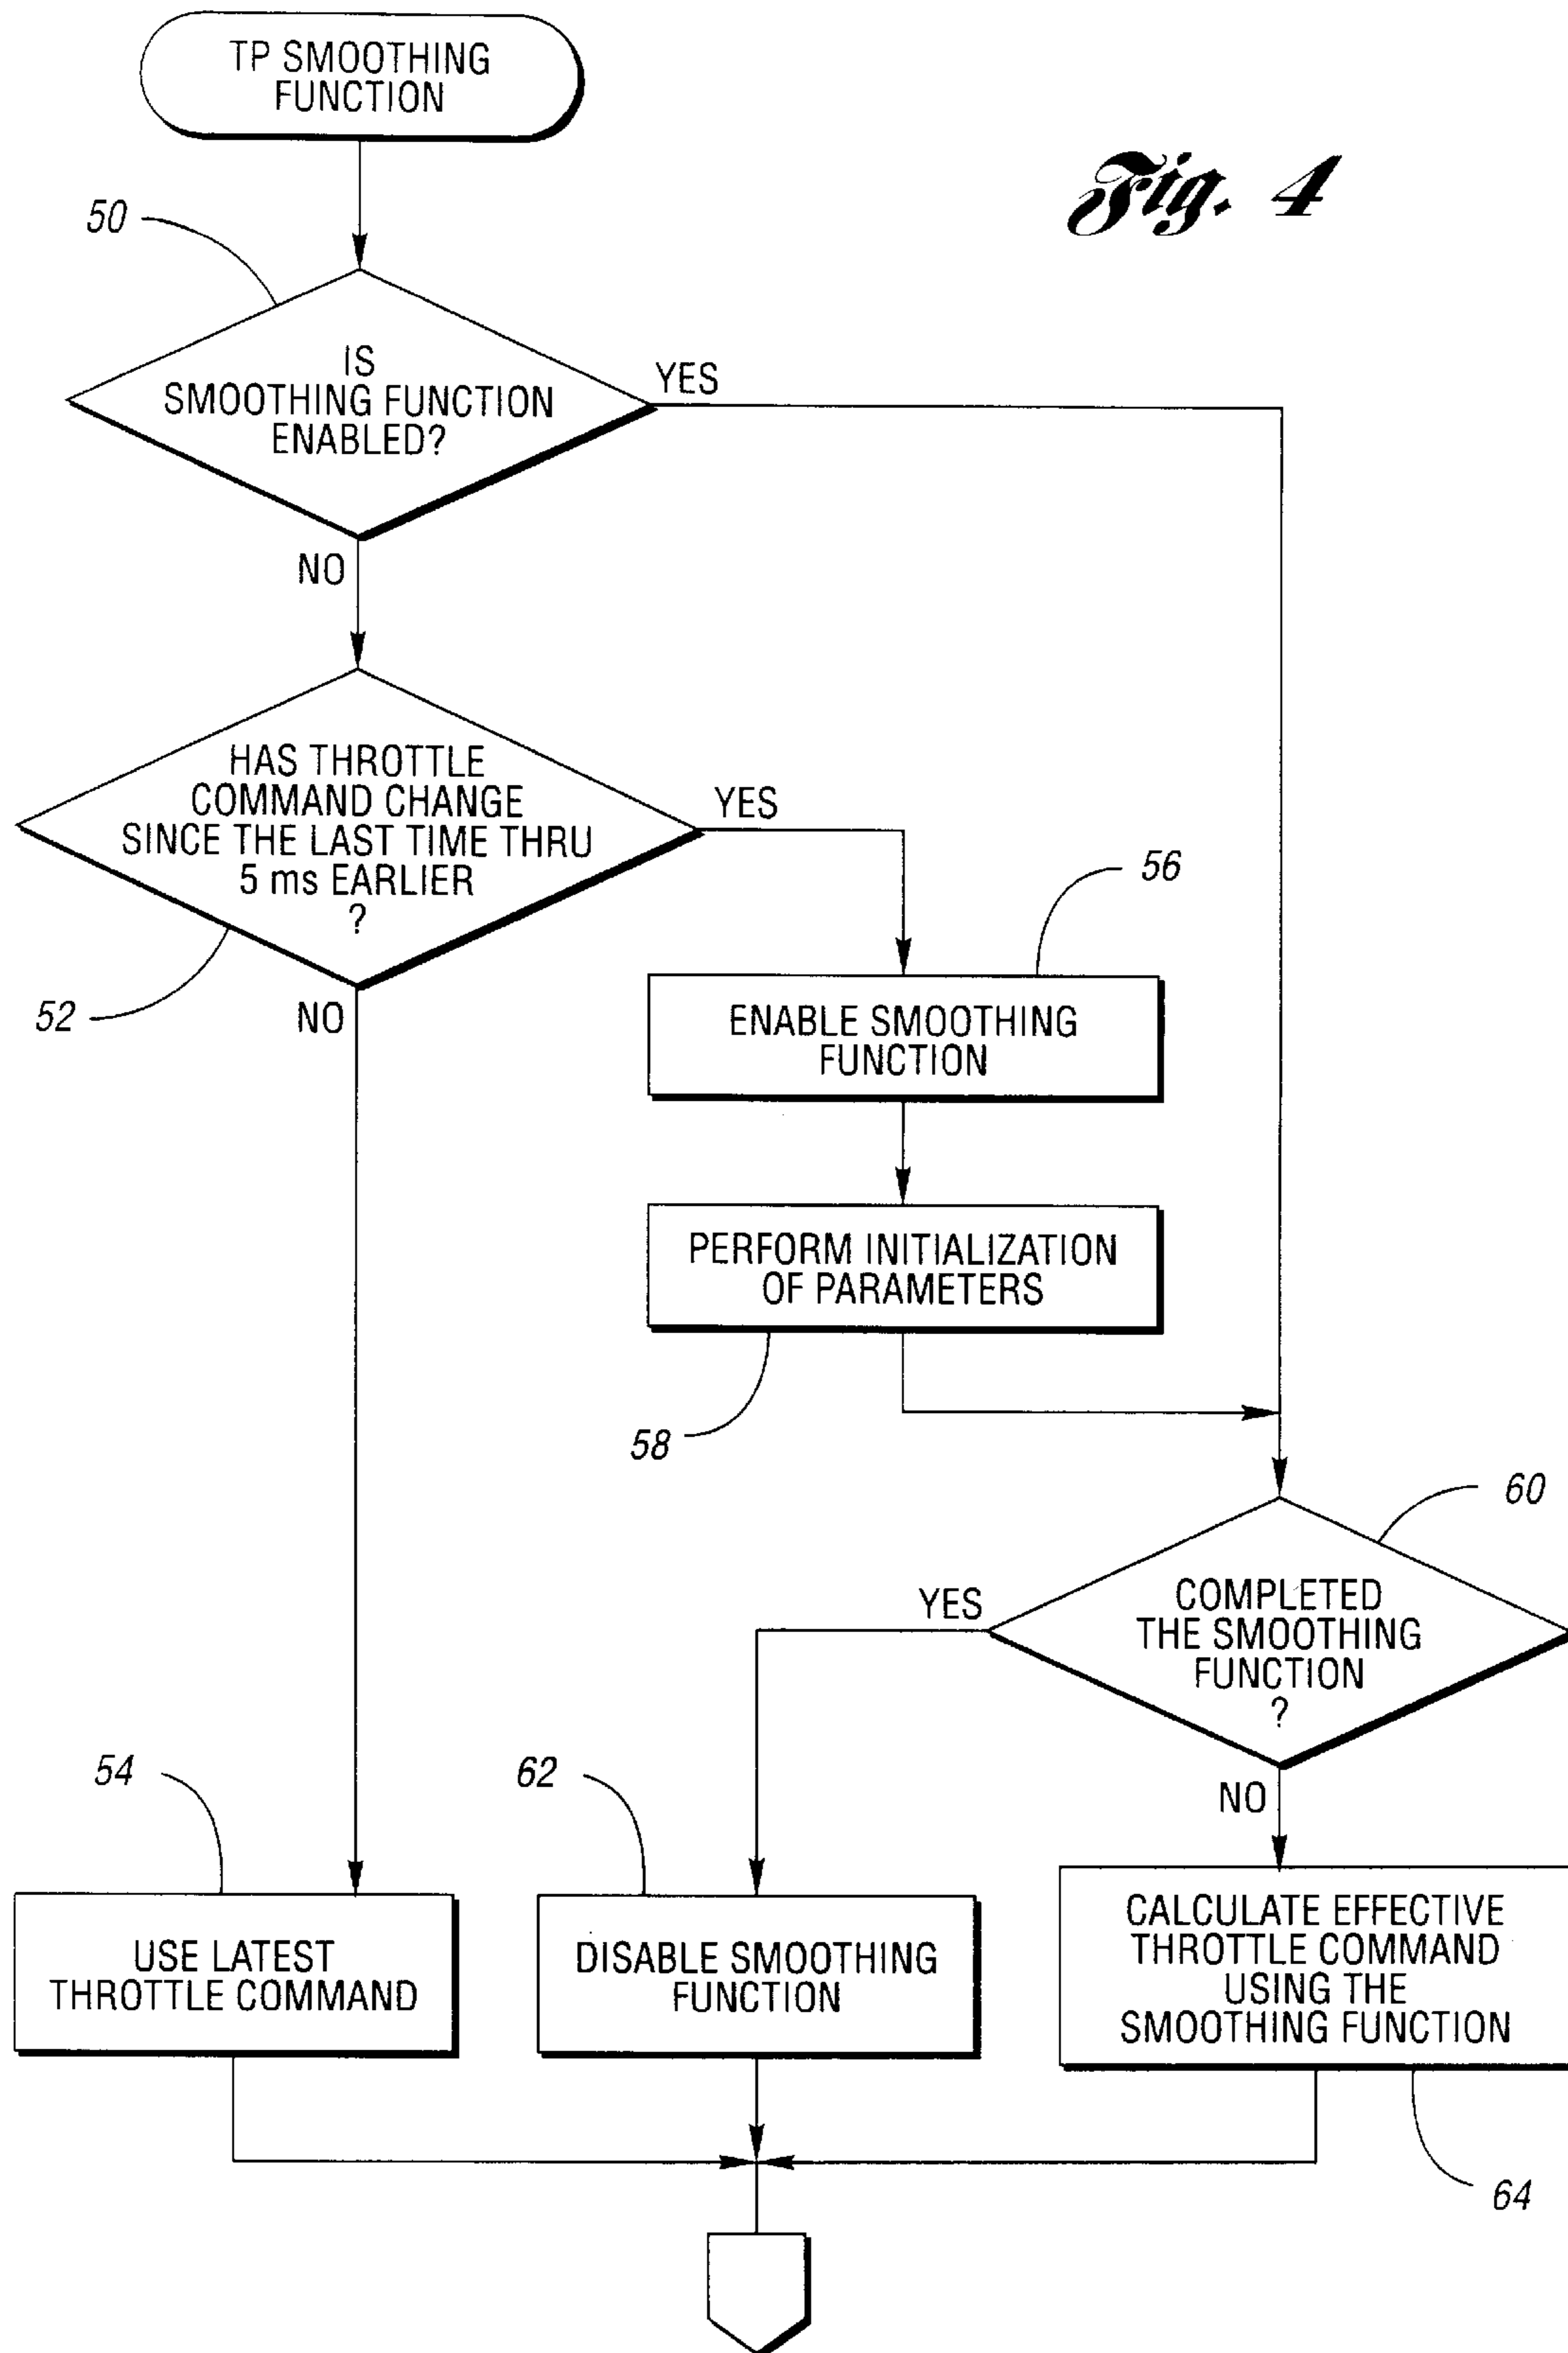 TP SMOOTHING
FUNCTION
Fig. 4
50
IS
SMOOTHING FUNCTION
ENABLED?
YES
NO
HAS THROTTLE
COMMAND CHANGE
SINCE THE LAST TIME THRU
5 ms EARLIER
?
YES
52
NO
56
ENABLE SMOOTHING
FUNCTION
PERFORM INITIALIZATION
OF PARAMETERS
58
60
COMPLETED
THE SMOOTHING
FUNCTION
?
YES
NO
54
USE LATEST
THROTTLE COMMAND
62
DISABLE SMOOTHING
FUNCTION
CALCULATE EFFECTIVE
THROTTLE COMMAND
USING THE
SMOOTHING FUNCTION
64